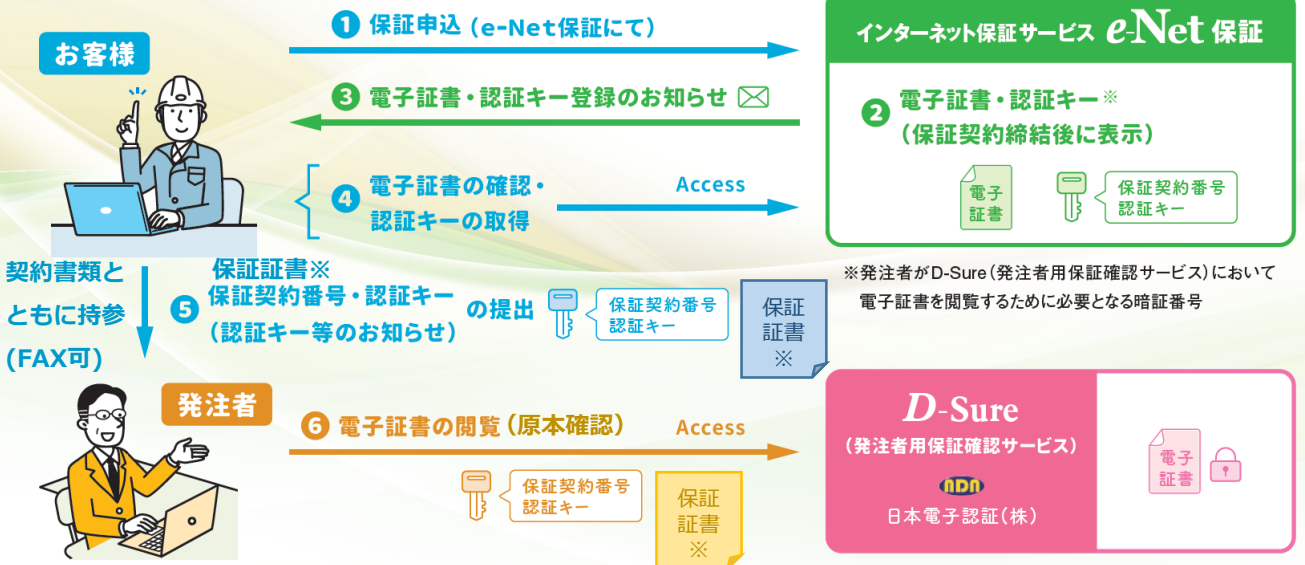 お客様
❶ 保証申込 (e-Net保証にて)
インターネット保証サービス e-Net 保証
❷ 電子証書・認証キー※
(保証契約締結後に表示)
電子
証書
保証契約番号
認証キー
❸ 電子証書・認証キー登録のお知らせ
❹ 電子証書の確認・
認証キーの取得
Access
※発注者がD-Sure(発注者用保証確認サービス)において
電子証書を閲覧するために必要となる暗証番号
契約書類と
ともに持参
(FAX可)
保証証書※
❺ 保証契約番号・認証キー
(認証キー等のお知らせ)
の提出
保証契約番号
認証キー
保証
証書
※
発注者
❻ 電子証書の閲覧(原本確認)
Access
保証契約番号
認証キー
保証
証書
※
D-Sure
(発注者用保証確認サービス)
NDN
日本電子認証(株)
電子
証書